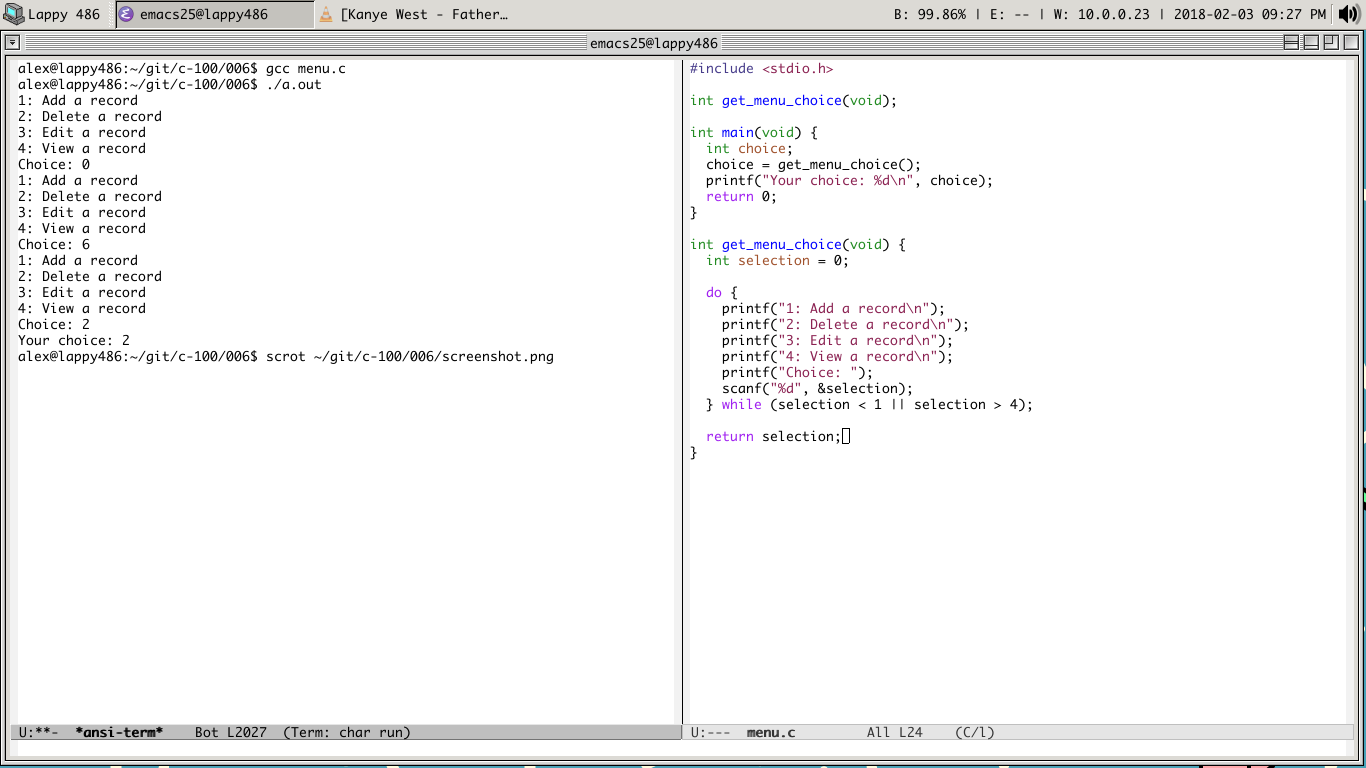 Lappy 486 emacs25@lappy486 [Kanye West - Father… B: 99.86% | E: -- | W: 10.0.0.23 | 2018-02-03 09:27 PM
emacs25@lappy486
alex@lappy486:~/git/c-100/006$ gcc menu.c
alex@lappy486:~/git/c-100/006$ ./a.out
1: Add a record
2: Delete a record
3: Edit a record
4: View a record
Choice: 0
1: Add a record
2: Delete a record
3: Edit a record
4: View a record
Choice: 6
1: Add a record
2: Delete a record
3: Edit a record
4: View a record
Choice: 2
Your choice: 2
alex@lappy486:~/git/c-100/006$ scrot ~/git/c-100/006/screenshot.png
U:**-  *ansi-term*    Bot L2027  (Term: char run)
#include <stdio.h>

int get_menu_choice(void);

int main(void) {
  int choice;
  choice = get_menu_choice();
  printf("Your choice: %d\n", choice);
  return 0;
}

int get_menu_choice(void) {
  int selection = 0;

  do {
    printf("1: Add a record\n");
    printf("2: Delete a record\n");
    printf("3: Edit a record\n");
    printf("4: View a record\n");
    printf("Choice: ");
    scanf("%d", &selection);
  } while (selection < 1 || selection > 4);

  return selection;
}
U:---  menu.c         All L24    (C/l)